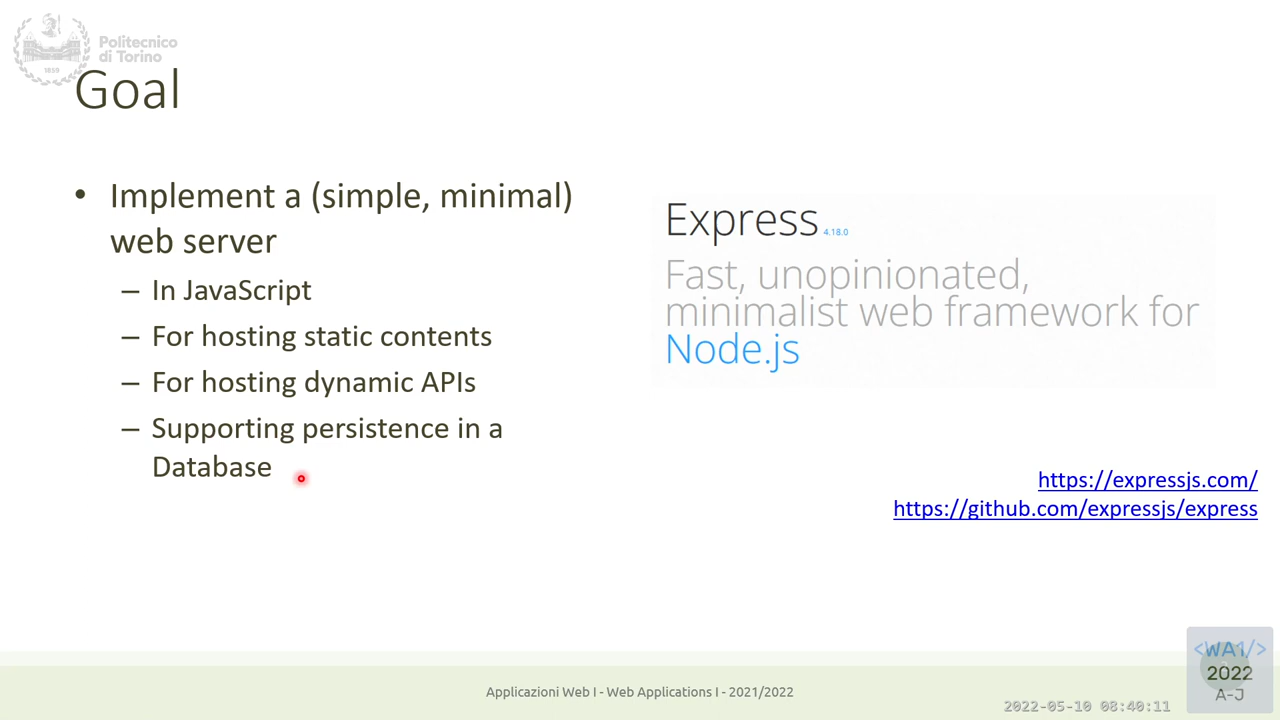 Politecnico
di Torino
1859
Goal
• Implement a (simple, minimal)
web server
– In JavaScript
– For hosting static contents
– For hosting dynamic APIs
– Supporting persistence in a
Database
Express 4.18.0
Fast, unopinionated,
minimalist web framework for
Node.js
https://expressjs.com/
https://github.com/expressjs/express
Applicazioni Web I - Web Applications I - 2021/2022
2022-05-10 08:40:11
<WA1/>
2022
A-J